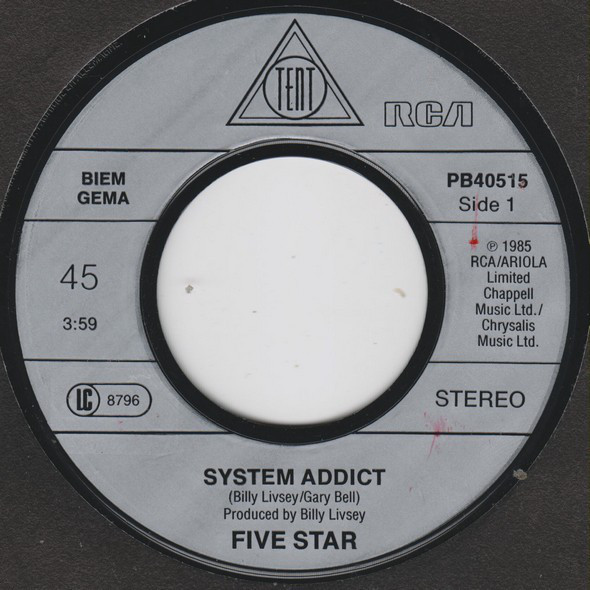 TENT
RCA
BIEM
GEMA
PB40515
Side 1
45
3:59
℗ 1985
RCA/ARIOLA
Limited
Chappell
Music Ltd./
Chrysalis
Music Ltd.
LC 8796
STEREO
SYSTEM ADDICT
(Billy Livsey/Gary Bell)
Produced by Billy Livsey
FIVE STAR